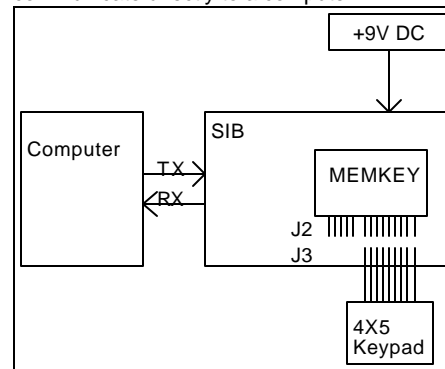 +9V DC
SIB
Computer
TX
MEMKEY
RX
J2
J3
4X5
Keypad